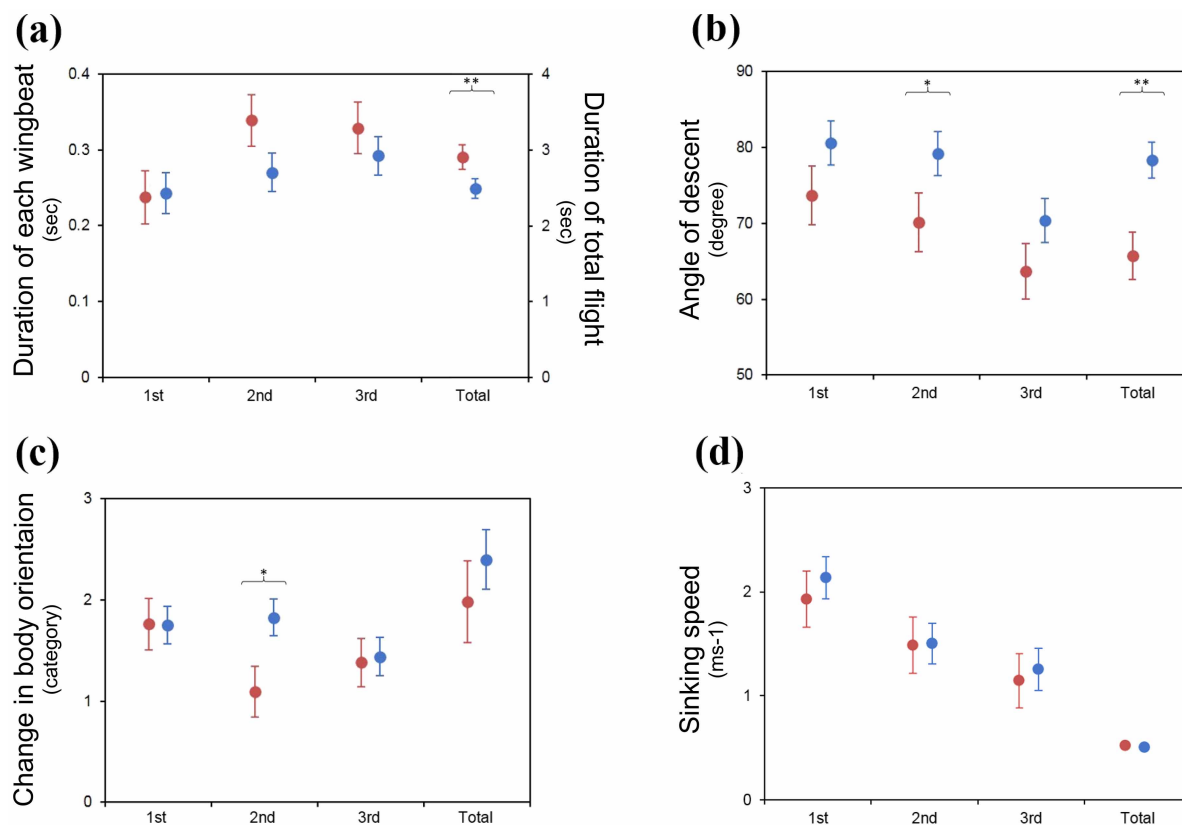 (a)
Duration of each wingbeat
(sec)
0.4
0.3
0.2
0.1
0
**
4
3
2
1
0
Duration of total flight
(sec)
1st 2nd 3rd Total
(b)
Angle of descent
(degree)
90
80
70
60
50
*
**
1st 2nd 3rd Total
(c)
Change in body orientaion
(category)
3
2
1
0
*
1st 2nd 3rd Total
(d)
Sinking speed
(ms-1)
3
2
1
0
1st 2nd 3rd Total